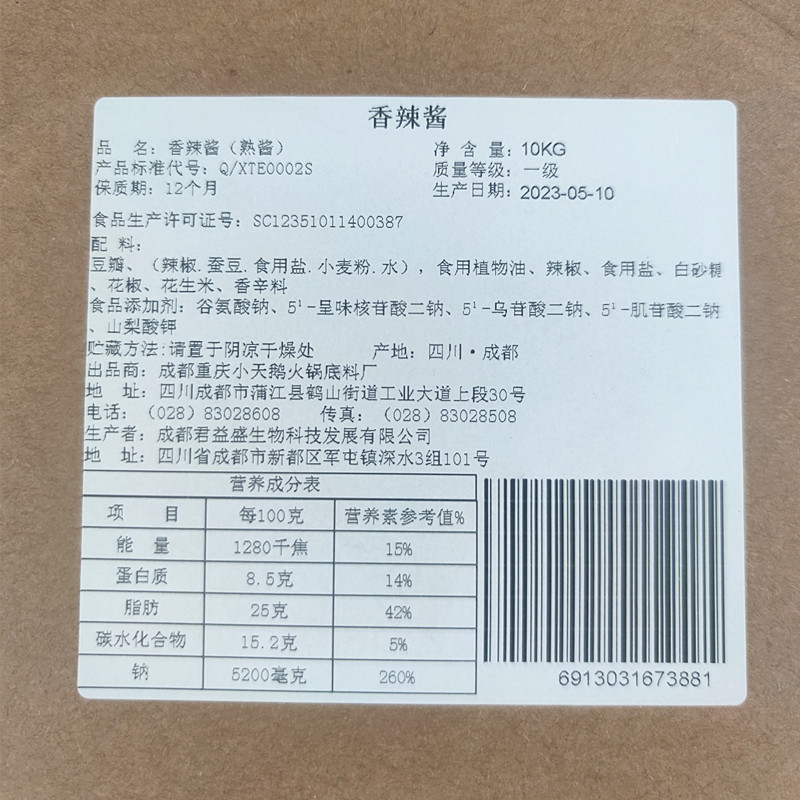 香辣酱
品 名：香辣酱（熟酱） 净 含 量：10KG
产品标准代号：Q/XTE0002S 质量等级：一级
保质期：12个月 生产日期：2023-05-10
食品生产许可证号：SC12351011400387
配 料：
豆瓣、（辣椒.蚕豆.食用盐.小麦粉.水），食用植物油、辣椒、食用盐、白砂糖
、花椒、花生米、香辛料
食品添加剂：谷氨酸钠、5¹-呈味核苷酸二钠、5¹-鸟苷酸二钠、5¹-肌苷酸二钠
、山梨酸钾
贮藏方法:请置于阴凉干燥处 产地：四川·成都
出品商：成都重庆小天鹅火锅底料厂
地 址：四川成都市蒲江县鹤山街道工业大道上段30号
电话：（028）83028608 传真：（028）83028508
生产者：成都君益盛生物科技发展有限公司
地 址：四川省成都市新都区军屯镇深水3组101号
营养成分表
项 目 每100克 营养素参考值%
能 量 1280千焦 15%
蛋白质 8.5克 14%
脂肪 25克 42%
碳水化合物 15.2克 5%
钠 5200毫克 260%
6913031673881